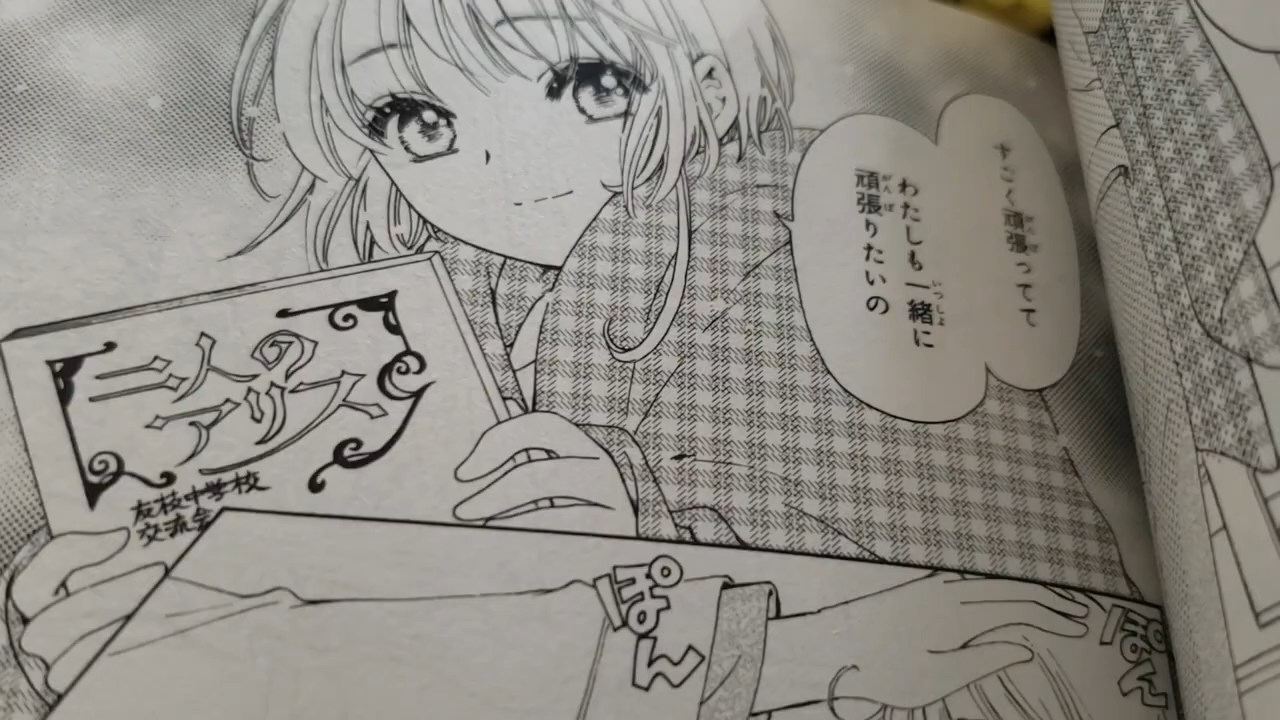 すごく頑張ってて
わたしも一緒に
頑張りたいの
二人の
アリス
友枝中学校
交流会
ぽん
ぽん